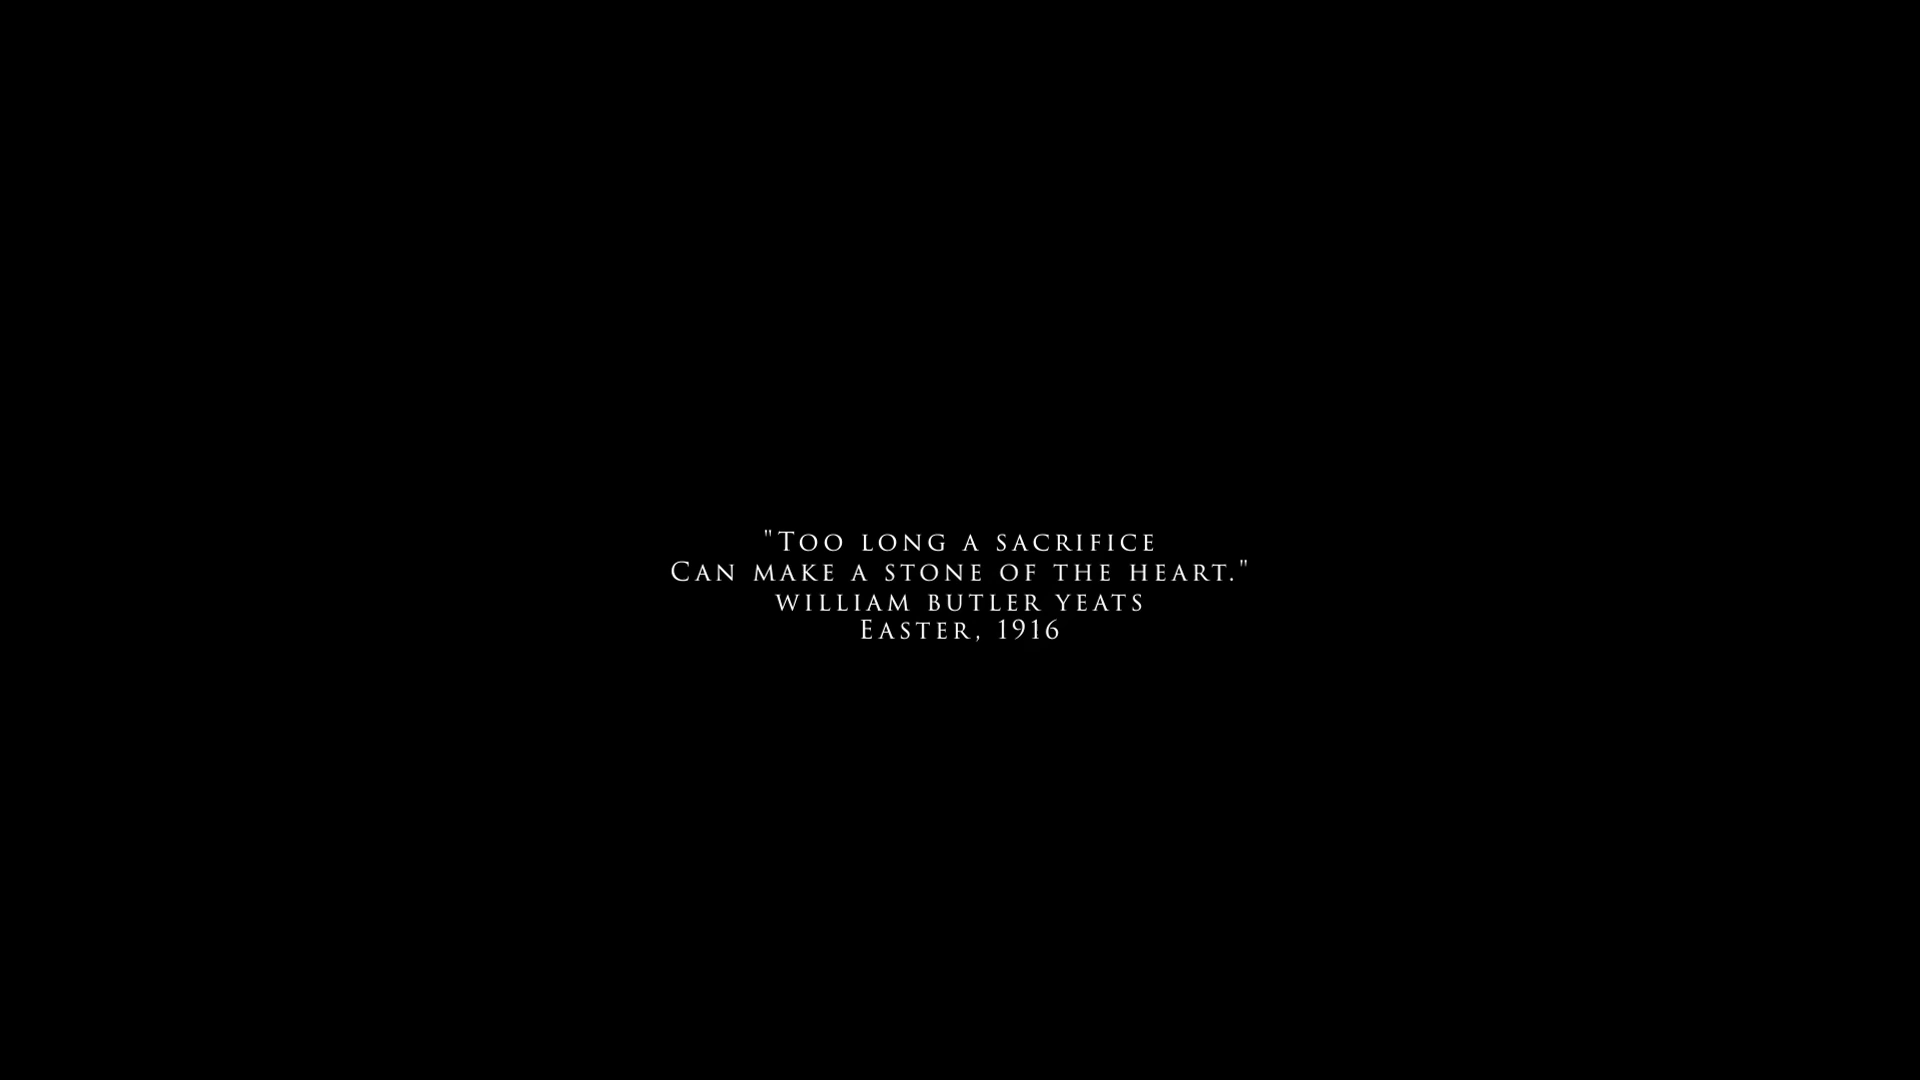 "Too long a sacrifice
Can make a stone of the heart."
william butler yeats
Easter, 1916